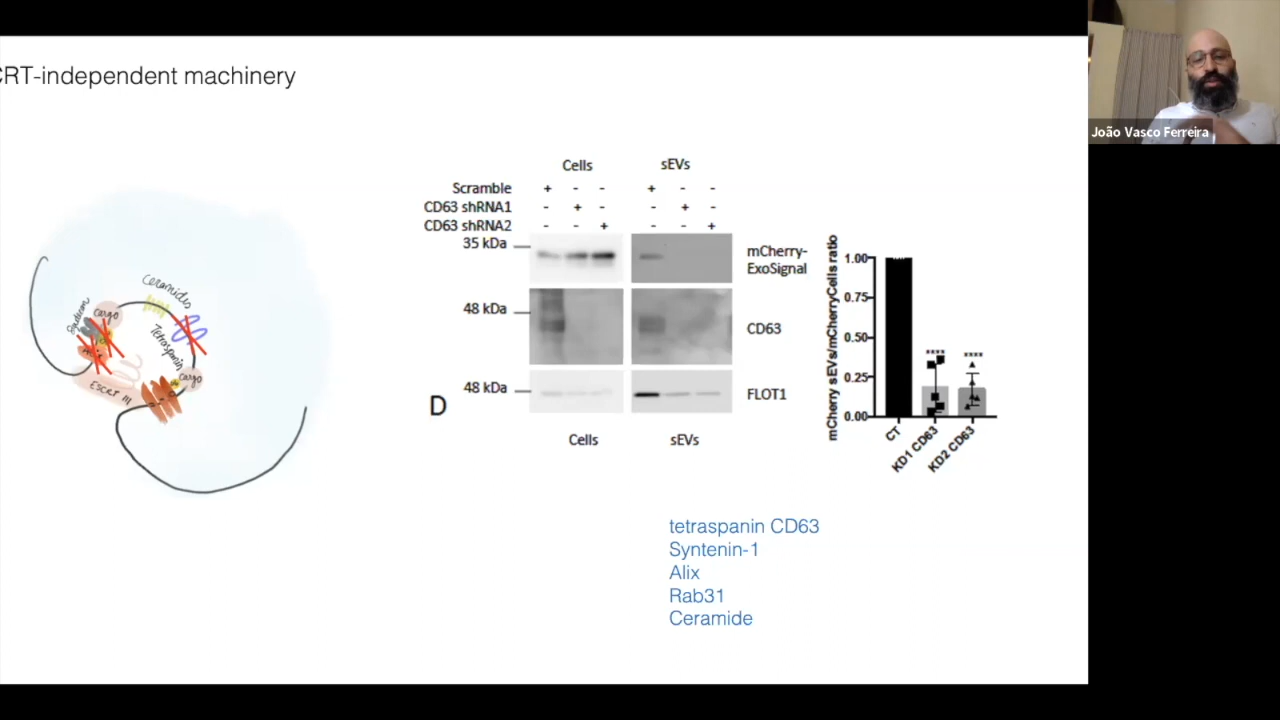 CRT-independent machinery
João Vasco Ferreira
Cells sEVs
Scramble + - - + - -
CD63 shRNA1 - + - - + -
CD63 shRNA2 - - + - - +
35 kDa
mCherry-
ExoSignal
48 kDa
CD63
48 kDa
FLOT1
D
Cells sEVs
mCherry sEVs/mCherryCells ratio
1.00
0.75
0.50
0.25
0.00
**** ****
CT
KD1 CD63
KD2 CD63
Ceramides
Syndecan
Cargo
Tetraspanin
Cargo
ESCRT III
tetraspanin CD63
Syntenin-1
Alix
Rab31
Ceramide